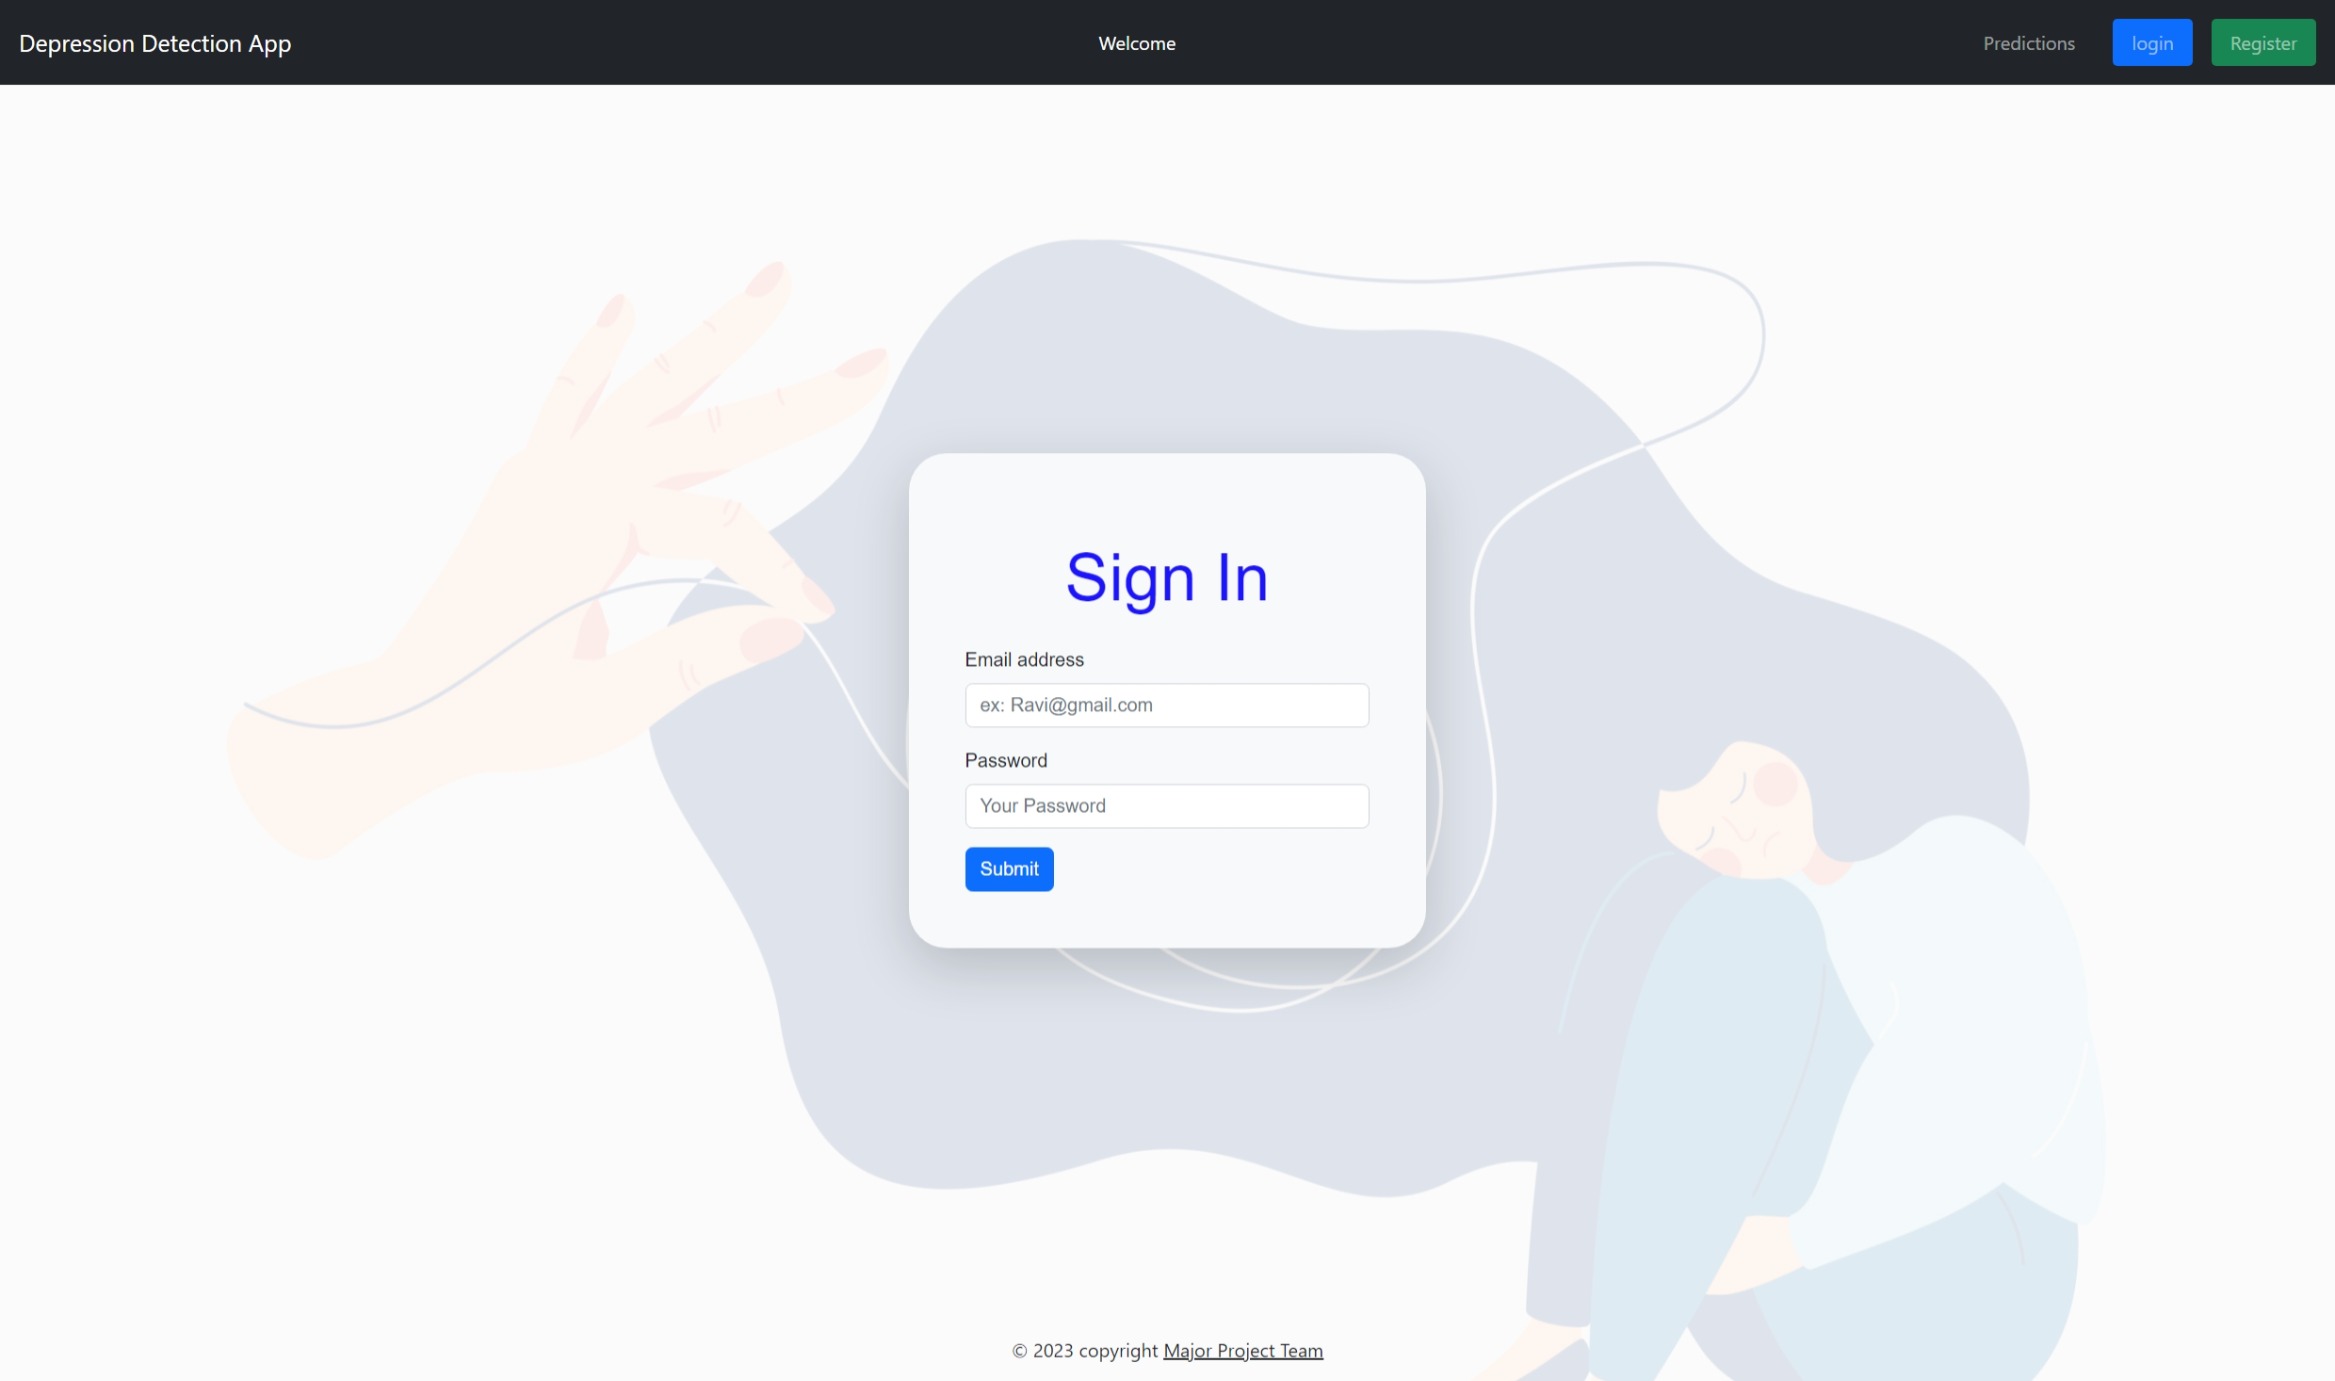 Depression Detection App
Welcome
Predictions
login
Register
Sign In
Email address
ex: Ravi@gmail.com
Password
Your Password
Submit
© 2023 copyright Major Project Team